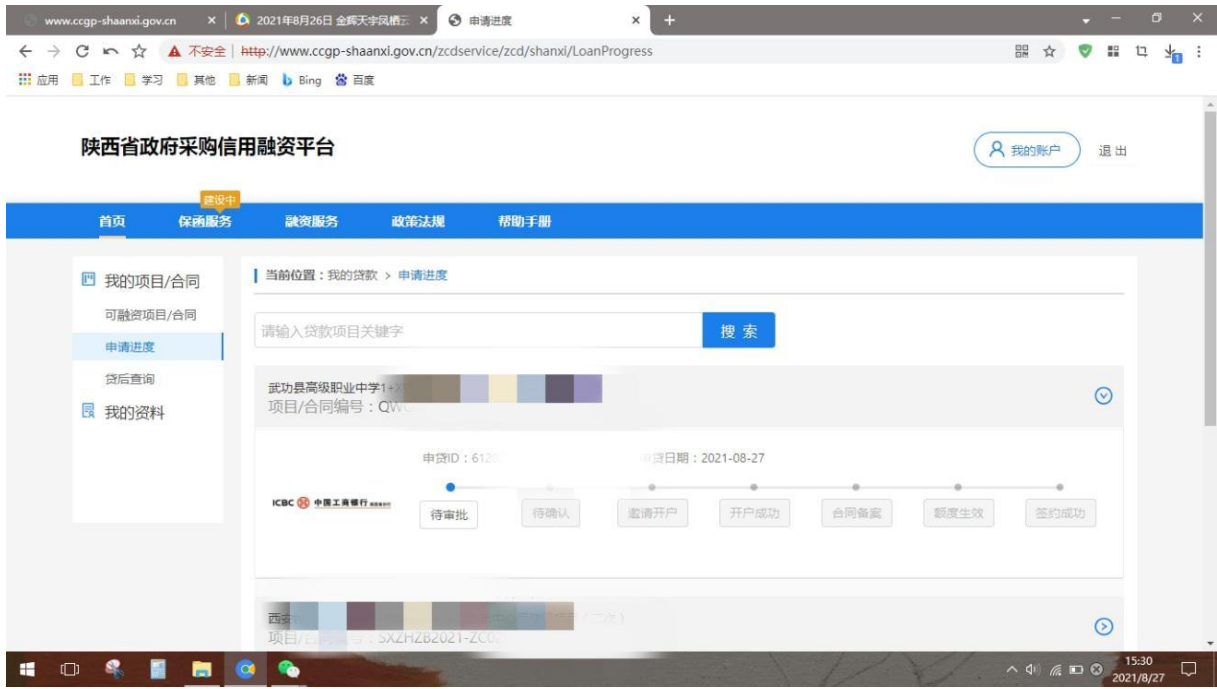 www.ccgp-shaanxi.gov.cn
2021年8月26日 金辉天宇凤栖云
申请进度
不安全 http://www.ccgp-shaanxi.gov.cn/zcdservice/zcd/shanxi/LoanProgress
应用 工作 学习 其他 新闻 Bing 百度
陕西省政府采购信用融资平台
我的账户 退出
建设中
首页 保函服务 融资服务 政策法规 帮助手册
我的项目/合同
可融资项目/合同
申请进度
贷后查询
我的资料
当前位置:我的贷款 > 申请进度
请输入贷款项目关键字
搜 索
武功县高级职业中学1+X
项目/合同编号:QW
申贷ID:612
申贷日期:2021-08-27
ICBC 中国工商银行
待审批 待确认 邀请开户 开户成功 合同备案 额度生效 签约成功
西安
项目/ :SXZHZB2021-ZC02
15:30
2021/8/27